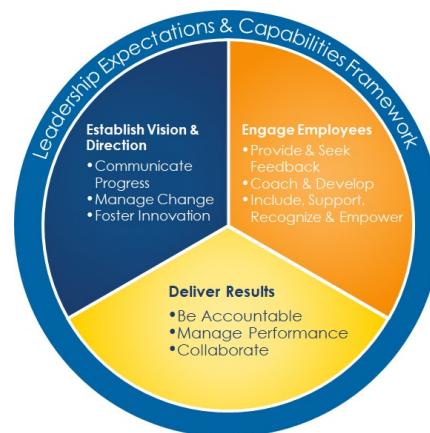 Leadership Expectations & Capabilities Framework
Establish Vision &
Direction
•Communicate
Progress
•Manage Change
•Foster Innovation
Engage Employees
•Provide & Seek
Feedback
•Coach & Develop
•Include, Support,
Recognize & Empower
Deliver Results
•Be Accountable
•Manage Performance
•Collaborate